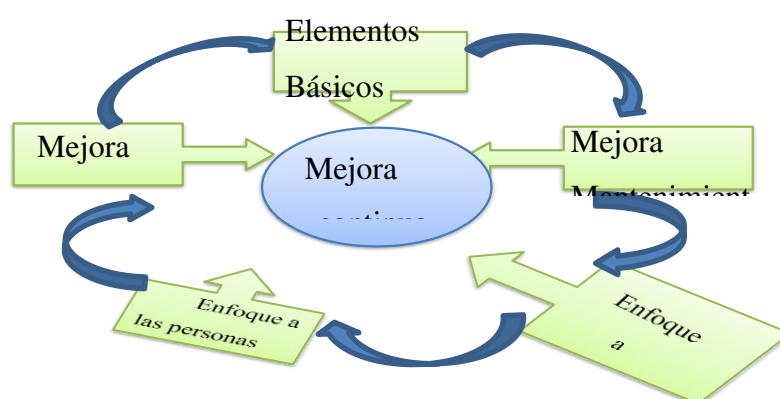 Elementos
Básicos
Mejora
Mejora
Mejora
Enfoque a
las personas
Enfoque
a